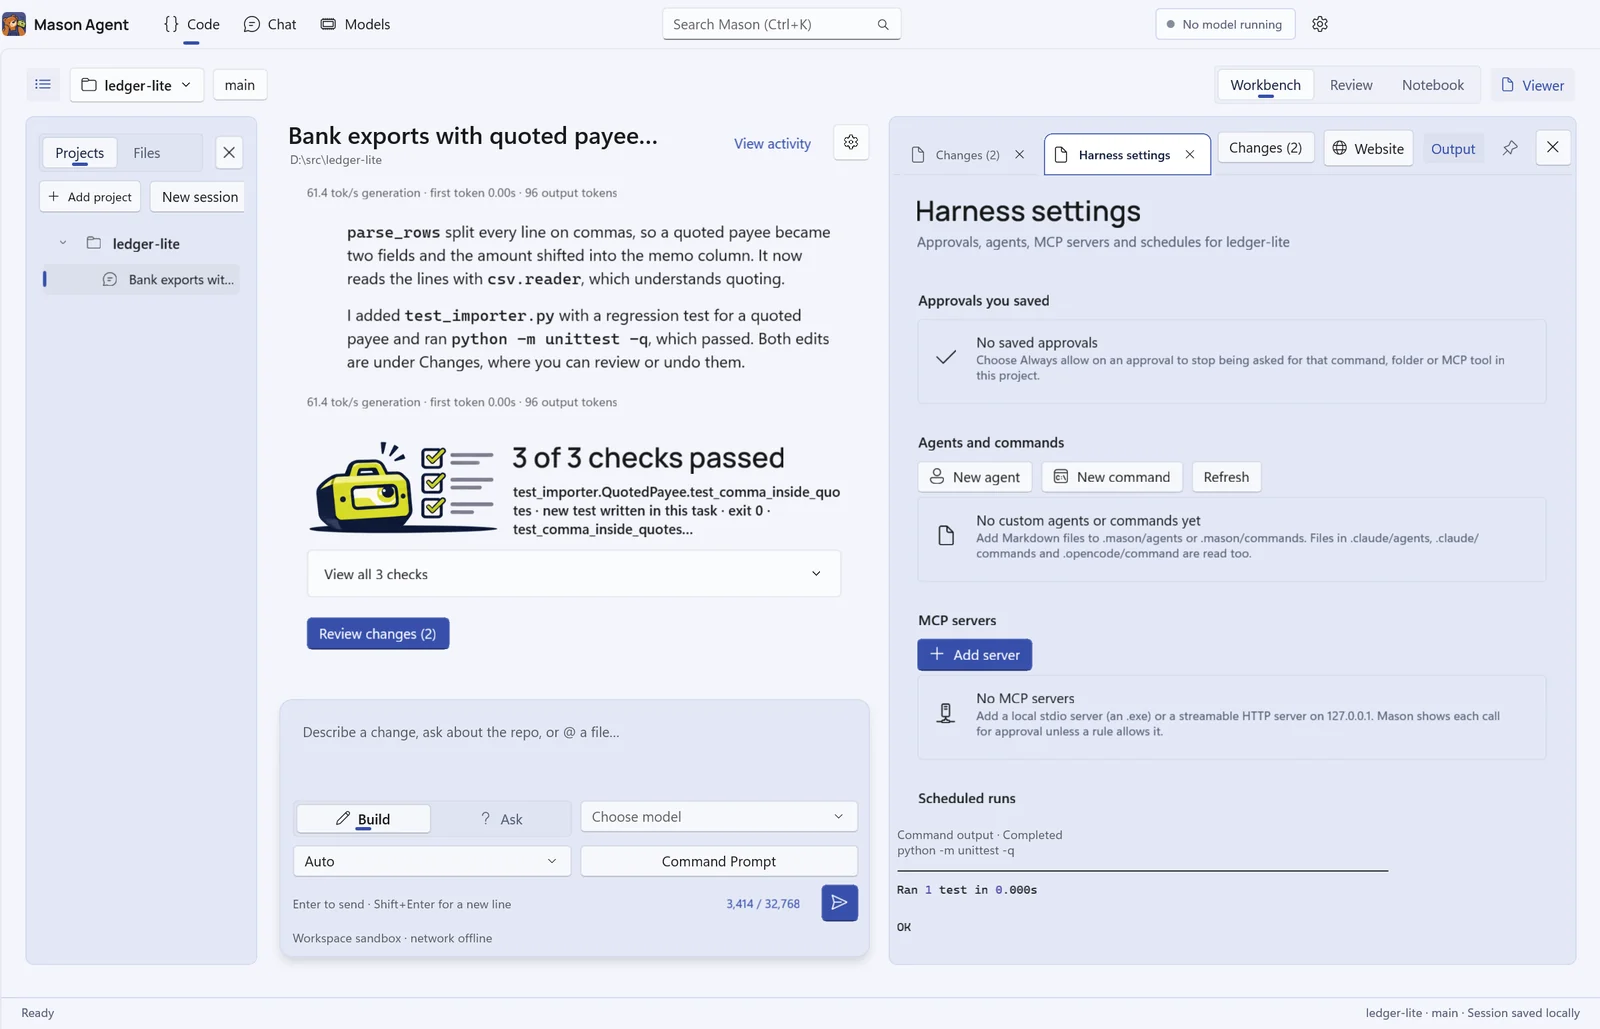 Mason Agent
{} Code
Chat
Models
Search Mason (Ctrl+K)
No model running
ledger-lite
main
Workbench
Review
Notebook
Viewer
Projects
Files
Add project
New session
ledger-lite
Bank exports wit...
Bank exports with quoted payee...
D:\src\ledger-lite
View activity
61.4 tok/s generation · first token 0.00s · 96 output tokens
parse_rows split every line on commas, so a quoted payee became
two fields and the amount shifted into the memo column. It now
reads the lines with csv.reader, which understands quoting.
I added test_importer.py with a regression test for a quoted
payee and ran python -m unittest -q, which passed. Both edits
are under Changes, where you can review or undo them.
61.4 tok/s generation · first token 0.00s · 96 output tokens
3 of 3 checks passed
test_importer.QuotedPayee.test_comma_inside_quo
tes · new test written in this task · exit 0 ·
test_comma_inside_quotes...
View all 3 checks
Review changes (2)
Describe a change, ask about the repo, or @ a file...
Build
? Ask
Choose model
Auto
Command Prompt
Enter to send · Shift+Enter for a new line
3,414 / 32,768
Workspace sandbox · network offline
Changes (2)
Harness settings
Changes (2)
Website
Output
Harness settings
Approvals, agents, MCP servers and schedules for ledger-lite
Approvals you saved
No saved approvals
Choose Always allow on an approval to stop being asked for that command, folder or MCP tool in
this project.
Agents and commands
New agent
New command
Refresh
No custom agents or commands yet
Add Markdown files to .mason/agents or .mason/commands. Files in .claude/agents, .claude/
commands and .opencode/command are read too.
MCP servers
Add server
No MCP servers
Add a local stdio server (an .exe) or a streamable HTTP server on 127.0.0.1. Mason shows each call
for approval unless a rule allows it.
Scheduled runs
Command output · Completed
python -m unittest -q
Ran 1 test in 0.000s
OK
Ready
ledger-lite · main · Session saved locally